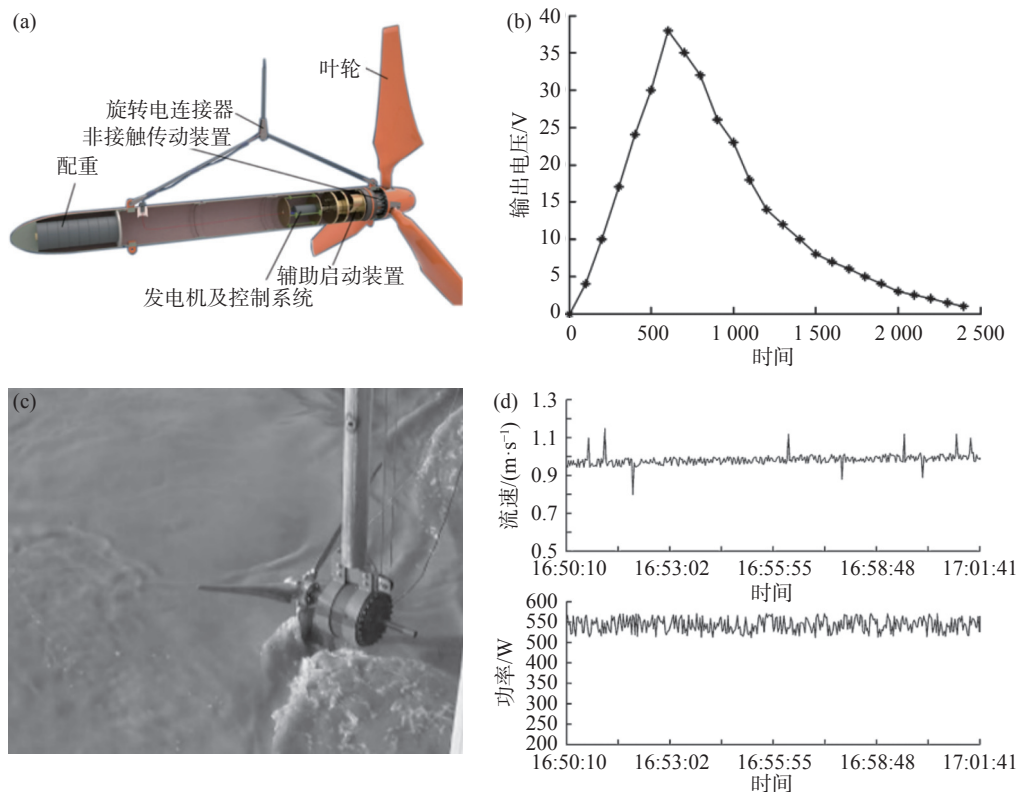 (a)
叶轮
旋转电连接器
非接触传动装置
配重
辅助启动装置
发电机及控制系统
(b)
40
35
30
25
20
15
10
5
0
输出电压/V
0 500 1 000 1 500 2 000 2 500
时间
(c)
(d)
1.3
1.1
0.9
0.7
0.5
流速/(m·s⁻¹)
16:50:10 16:53:02 16:55:55 16:58:48 17:01:41
时间
600
550
500
450
400
350
300
250
200
功率/W
16:50:10 16:53:02 16:55:55 16:58:48 17:01:41
时间